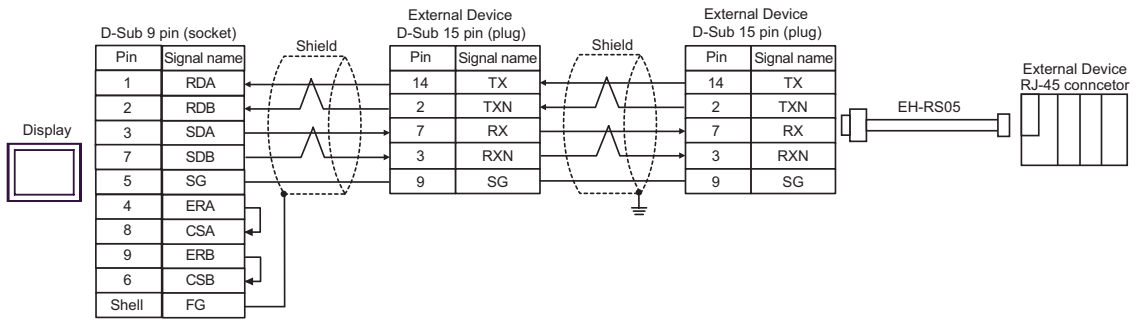 Display
D-Sub 9 pin (socket)
Pin Signal name
1 RDA
2 RDB
3 SDA
7 SDB
5 SG
4 ERA
8 CSA
9 ERB
6 CSB
Shell FG
Shield
External Device
D-Sub 15 pin (plug)
Pin Signal name
14 TX
2 TXN
7 RX
3 RXN
9 SG
Shield
External Device
D-Sub 15 pin (plug)
Pin Signal name
14 TX
2 TXN
7 RX
3 RXN
9 SG
EH-RS05
External Device
RJ-45 conncetor